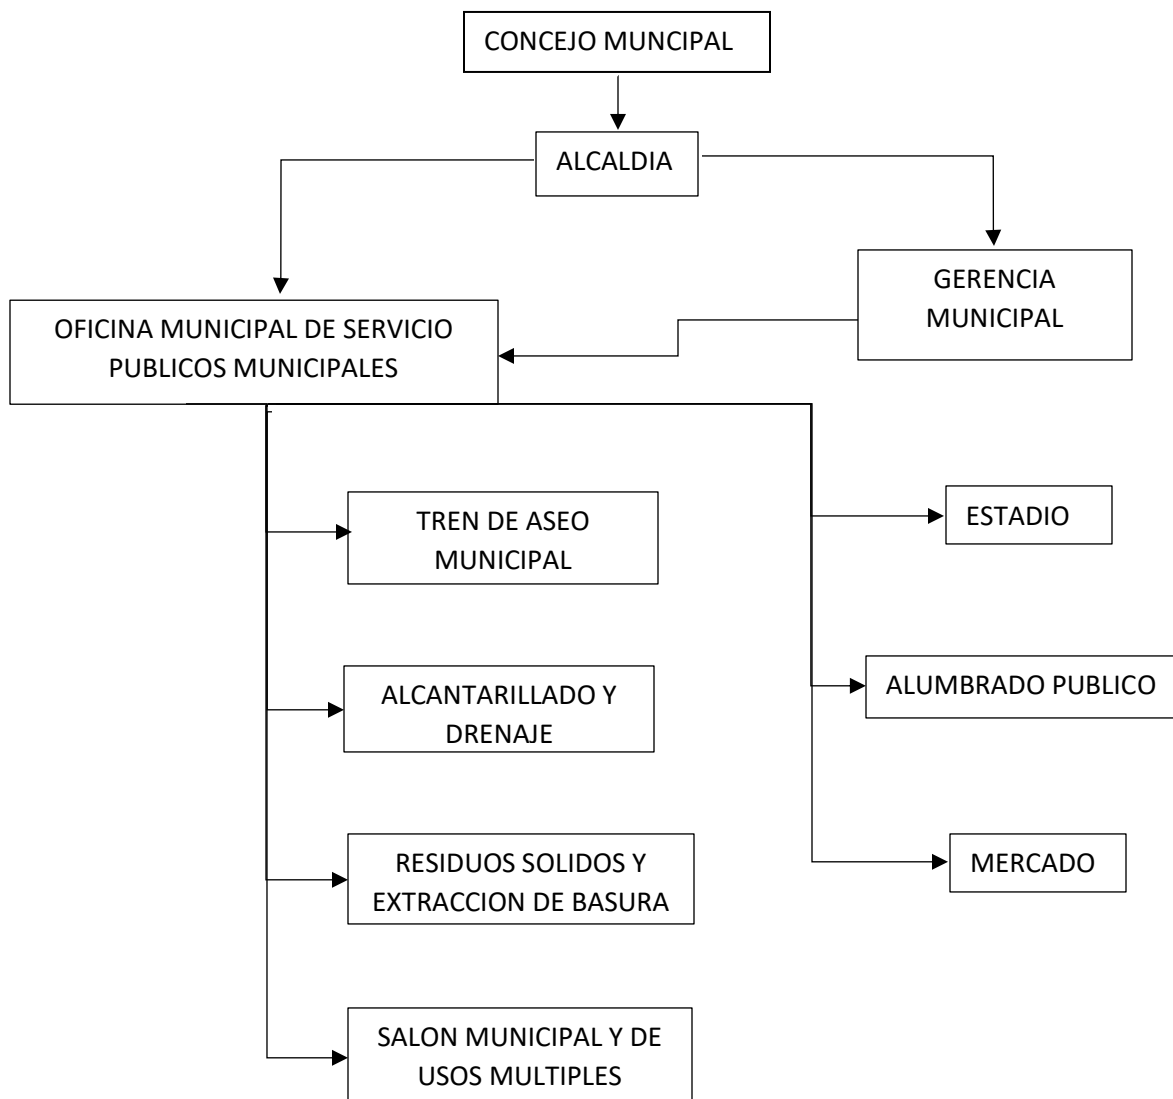 CONCEJO MUNCIPAL
ALCALDIA
GERENCIA
MUNICIPAL
OFICINA MUNICIPAL DE SERVICIO
PUBLICOS MUNICIPALES
TREN DE ASEO
MUNICIPAL
ESTADIO
ALCANTARILLADO Y
DRENAJE
ALUMBRADO PUBLICO
RESIDUOS SOLIDOS Y
EXTRACCION DE BASURA
MERCADO
SALON MUNICIPAL Y DE
USOS MULTIPLES